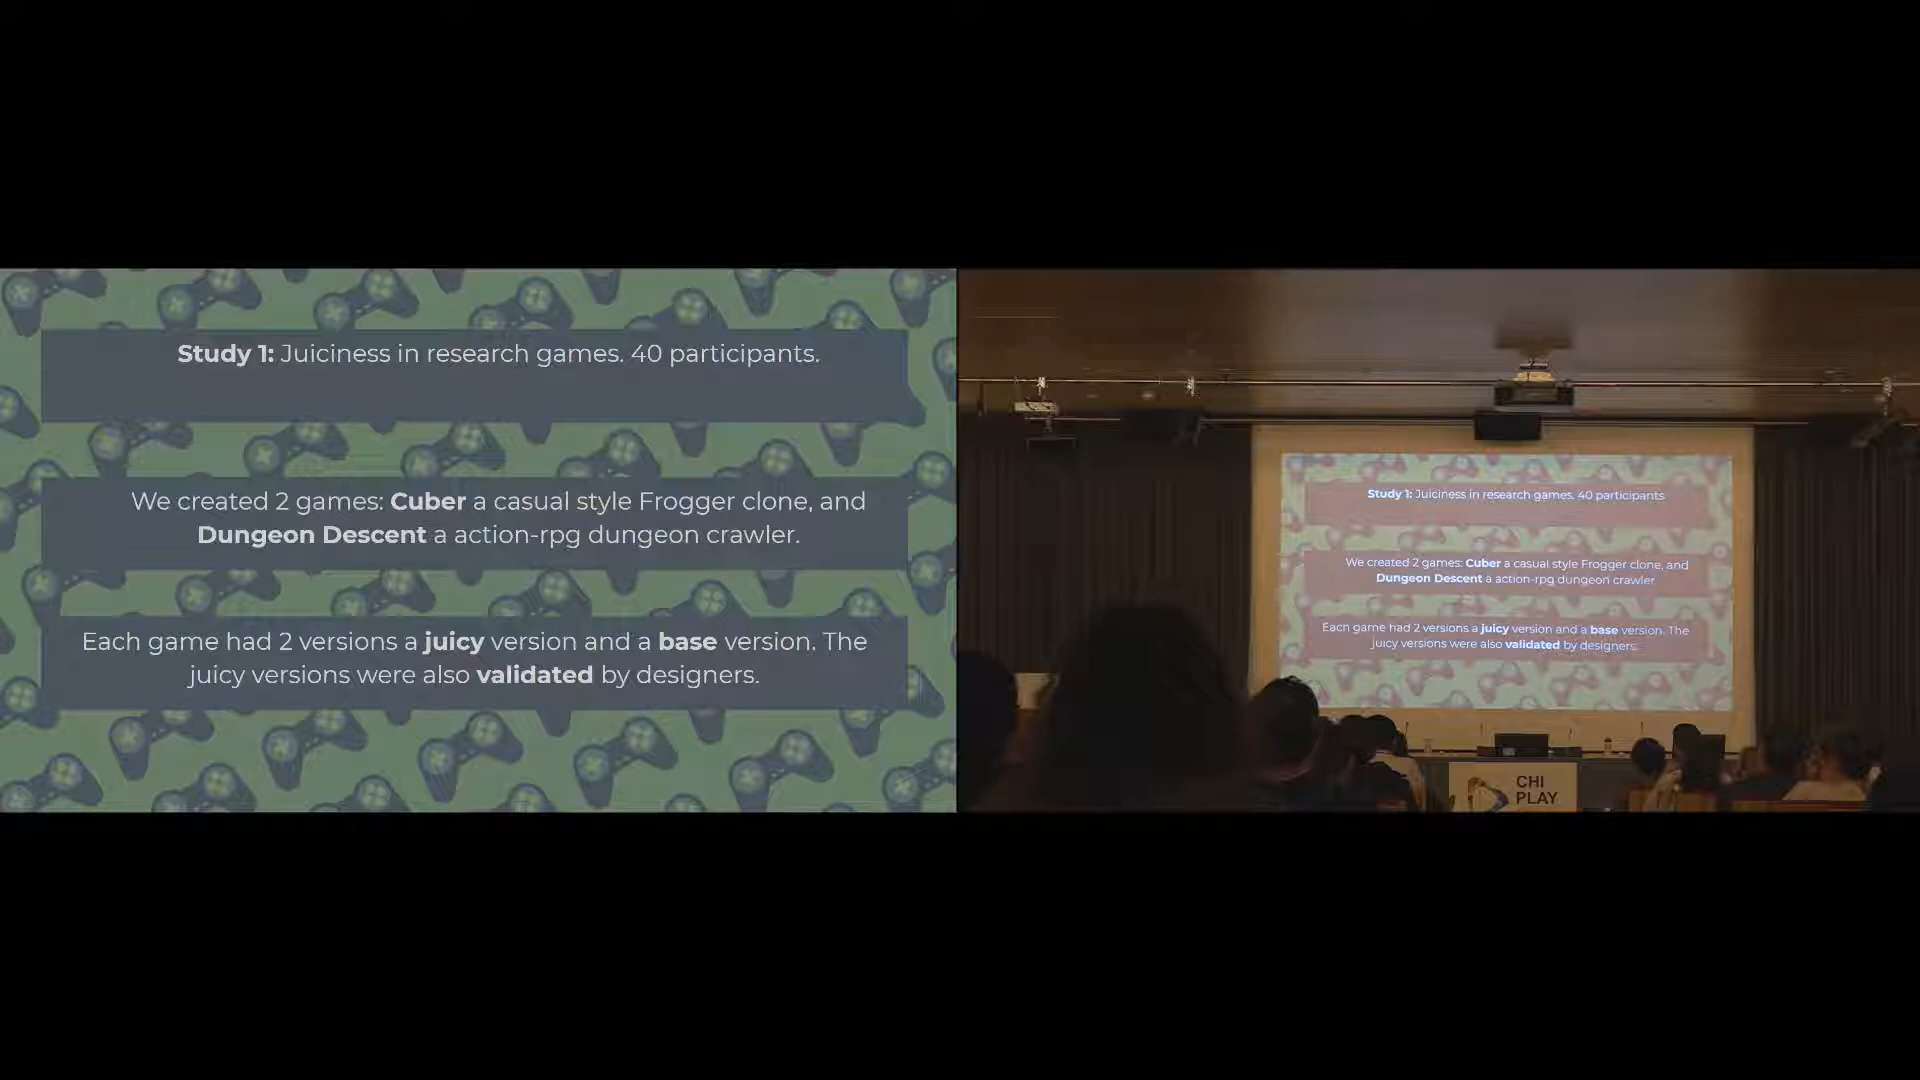 Study 1: Juiciness in research games. 40 participants.
We created 2 games: Cuber a casual style Frogger clone, and
Dungeon Descent a action-rpg dungeon crawler.
Each game had 2 versions a juicy version and a base version. The
juicy versions were also validated by designers.
Study 1: Juiciness in research games. 40 participants
We created 2 games: Cuber a casual style Frogger clone, and
Dungeon Descent a action-rpg dungeon crawler
Each game had 2 versions a juicy version and a base version. The
juicy versions were also validated by designers.
CHI
PLAY